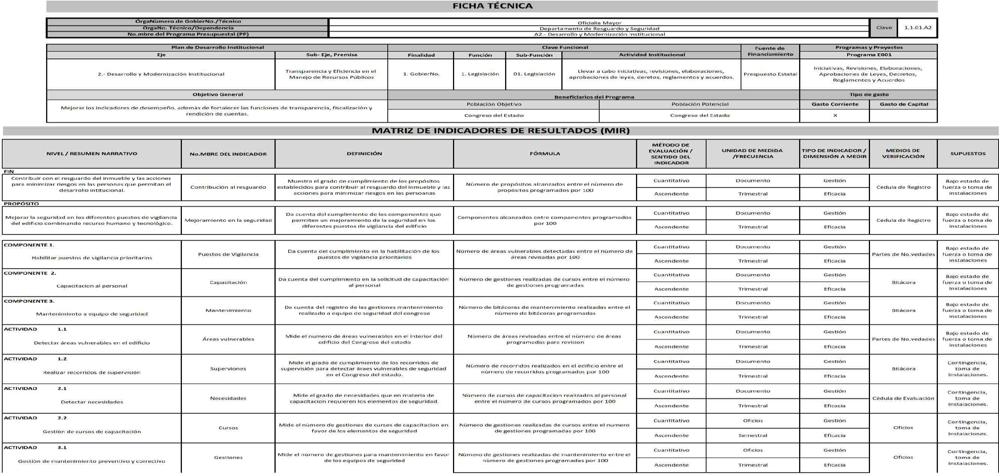 FICHA TÉCNICA
ÓrgaNùmero de GobierNo./Técnico
Oficialia Mayor
OrgaNo. Técnico/Dependencia
Departamento de Resguardo y Seguridad
No.mbre del Programa Presupuestal (PP)
A2.- Desarrollo y Modernización Institucional
Clave
1.1.01.A2
Plan de Desarrollo Institucional
Clave Funcional
Fuente de
Financiamiento
Programas y Proyectos
Eje
Sub- Eje, Premisa
Finalidad
Función
Sub-Función
Actividad Institucional
Programa E001
2.- Desarrollo y Modernización Institucional
Transparencia y Eficiencia en el
Manejo de Recursos Públicos
1. GobierNo.
1. Legislación
01. Legislación
Llevar a cabo iniciativas, revisiones, elaboraciones,
aprobaciones de leyes, deretos, reglamentos y acuerdos.
Prespuesto Estatal
Iniciativas, Revisiones, Elaboraciones,
Aprobaciones de Leyes, Decretos,
Reglamentos y Acuerdos
Objetivo General
Beneficiarios del Programa
Tipo de gasto
Mejorar los indicadores de desempeño, ademàs de fortalecer las funciones de transparencia, fiscalizaciòn y
rendiciòn de cuentas.
Población Objetivo
Población Potencial
Gasto Corriente
Gasto de Capital
Congreso del Estado
Congreso del Estado
X
MATRIZ DE INDICADORES DE RESULTADOS (MIR)
NIVEL / RESUMEN NARRATIVO
No.MBRE DEL INDICADOR
DEFINICIÓN
FÓRMULA
MÉTODO DE
EVALUACIÓN /
SENTIDO DEL
INDICADOR
UNIDAD DE MEDIDA
/FRECUENCIA
TIPO DE INDICADOR /
DIMENSIÓN A MEDIR
MEDIOS DE
VERIFICACIÓN
SUPUESTOS
FIN
Contribuir con el resguardo del inmueble y las acciones
para minimizar riesgos en las personas que permitan el
desarrollo intitucional.
Contribución al resguardo
Muestra el grado de cumplimiento de los propósitos
establecidos para contribuir al resguardo del inmueble y las
acciones para minimizar riesgos en las persoanas
Nùmero de propósitos alcanzados entre el nùmero de
propósitos programados por 100
Cuantitativo
Ascendente
Documento
Trimestral
Gestión
Eficacia
Cédula de Registro
Bajo estado de
fuerza o toma de
instalaciones
PROPÓSITO
Mejorar la seguridad en los diferentes puestos de vigilancia
del edificio combinando recurso humano y tecnológico.
Mejoramiento en la seguridad
Da cuenta del cumplimiento de los componentes que
permiten un mejoramiento de la seguridad en los
diferentes puestos de vigilancia del edificio
Componentes alcanzados entre componentes programados
por 100
Cuantitativo
Ascendente
Documento
Trimestral
Gestión
Eficacia
Cédula de Registro
Bajo estado de
fuerza o toma de
instalaciones
COMPONENTE 1.
Habilitar puestos de vigilancia prioritarios
Puestos de Vigilancia
Da cuenta del cumplimiento en la habilitación de los
puestos de vigilancia prioritarios
Nùmero de áreas vulnerables detectadas entre el nùmero de
áreas revisadas por 100
Cuantitativo
Ascendente
Documento
Trimestral
Gestión
Eficacia
Partes de No.vedades
Bajo estado de
fuerza o toma de
instalaciones
COMPONENTE 2.
Capacitacion al personal
Capacitación
Da cuenta del cumplimiento en la solicitud de capacitación
al personal
Nùmero de gestiones realizadas de cursos entre el nùmero
de gestiones programadas
Cuantitativo
Ascendente
Documento
Trimestral
Gestión
Eficacia
Bitácora
Bajo estado de
fuerza o toma de
instalaciones
COMPONENTE 3.
Mantenimiento a equipo de seguridad
Mantenimiento
Da cuenta del registro de las gestiones mantenimiento
realizado a equipo de seguridad del congreso
Nùmero de bitácoras de mantenimiento realizadas entre el
nùmero de bitácoras programadas
Cuantitativo
Ascendente
Documento
Trimestral
Gestión
Eficacia
Bitácora
Bajo estado de
fuerza o toma de
instalaciones
ACTIVIDAD 1.1
Detectar áreas vulnerables en el edificio
Áreas vulnerables
Mide el numero de áreas vulnerables en el interior del
edificio del Congreso del estado
Nùmero de áreas revisadas entre el nùmero de áreas
programadas para revision
Cuantitativo
Ascendente
Documento
Trimestral
Gestión
Eficacia
Partes de No.vedades
Bajo estado de
fuerza o toma de
instalaciones
ACTIVIDAD 1.2
Realizar recorridos de supervisión
Superviones
Mide el grado de cumplimiento de los recorridos de
supervisión para detectar áraes vulnerables de seguridad
en el Congreso del estado.
Nùmero de recorridos realizados en el edificio entre el
nùmero de recorridos programados por 100
Cuantitativo
Ascendente
Documento
Trimestral
Gestión
Eficacia
Bitácora
Contingencia,
toma de
Instalaciones.
ACTIVIDAD 2.1
Detectar necesidades
Necesidades
Mide el grado de necesidades que en materia de
capacitacion requieren los elementos de seguridad.
Nùmero de cursos de capacitacion realizados al personal
entre el numero de cursos programados por 100
Cuantitativo
Ascendente
Documento
Trimestral
Gestión
Eficacia
Cédula de Evaluación
Contingencia,
toma de
Instalaciones.
ACTIVIDAD 2.2
Gestiòn de cursos de capacitación
Cursos
Mide el nùmero de gestiones de cursos de capacitacion en
favor de los elementos de seguridad
Nùmero de gestiones realizadas de cursos entre el numero
de gestiones programadas por 100
Cuantitativo
Ascendente
Oficios
Semestral
Gestión
Eficacia
Oficios
Contingencia,
toma de
Instalaciones.
ACTIVIDAD 3.1
Gestiòn de mantenimiento preventivo y correctivo
Gestiones
Mide el nùmero de gestiones para mantenimiento en favor
de los equipos de seguridad
Nùmero de gestiones realizadas de mantenimiento entre el
nùmero de gestiones programadas por 100
Cuantitativo
Ascendente
Oficios
Trimestral
Gestión
Eficacia
Oficios
Contingencia,
toma de
Instalaciones.